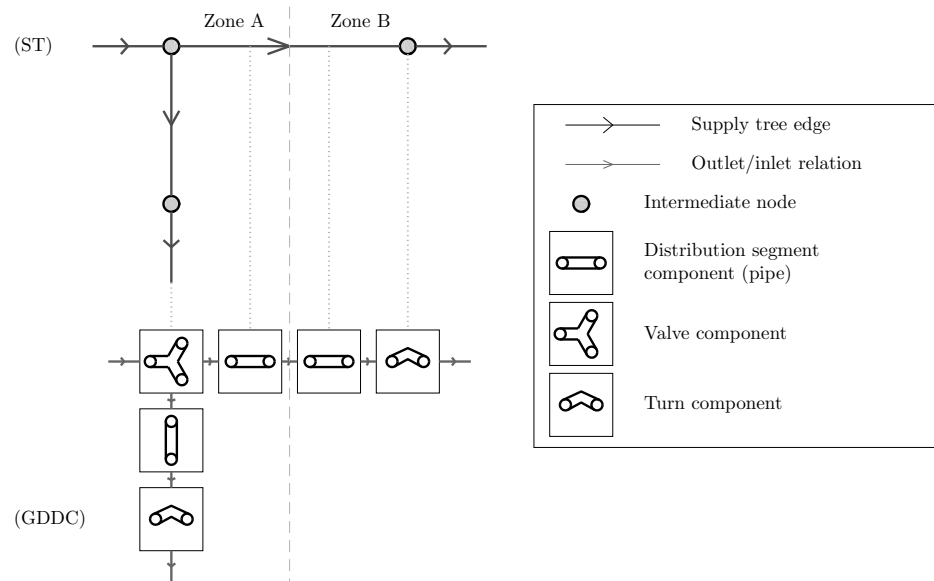 Zone A
Zone B
(ST)
Supply tree edge
Outlet/inlet relation
Intermediate node
Distribution segment
component (pipe)
Valve component
Turn component
(GDDC)